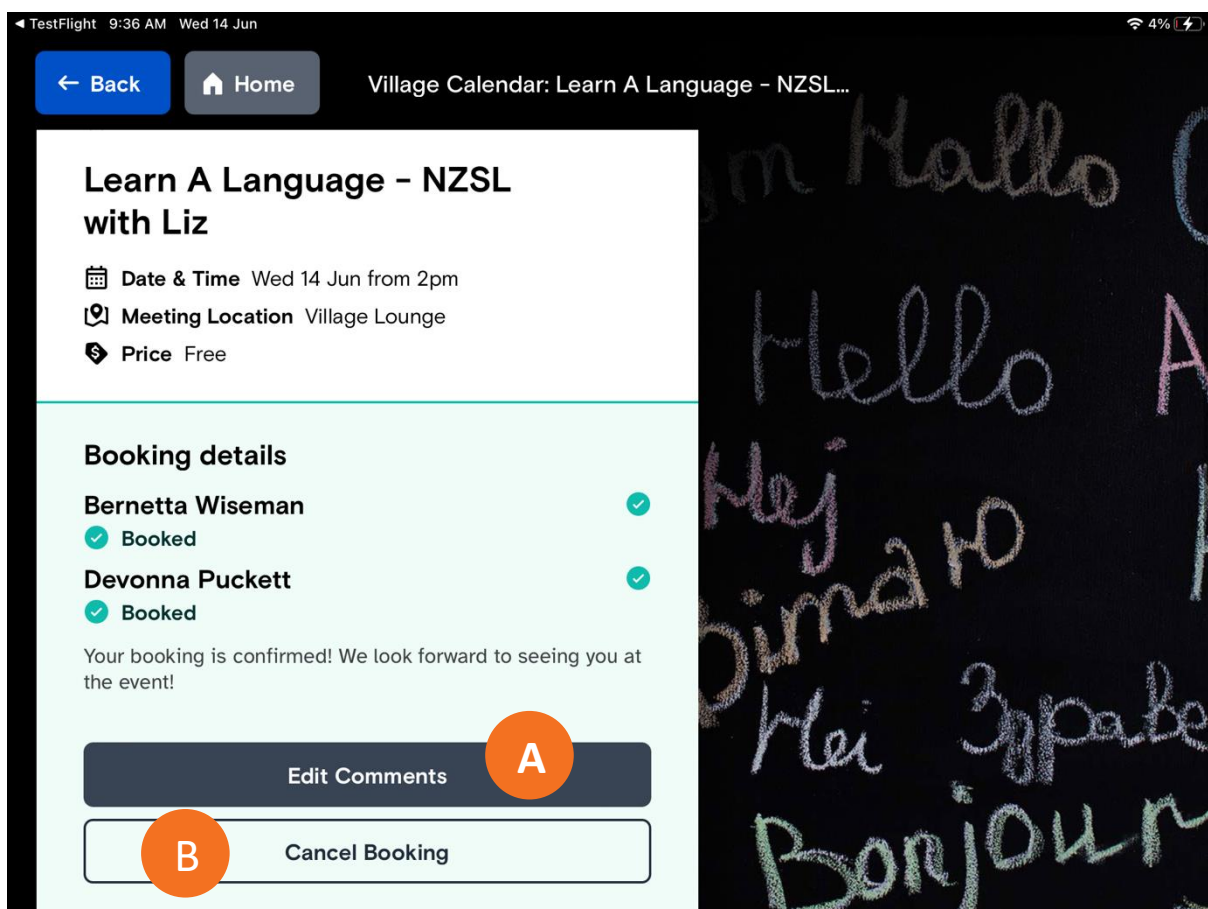 ◄ TestFlight 9:36 AM Wed 14 Jun 4%
← Back Home Village Calendar: Learn A Language – NZSL...
Learn A Language – NZSL
with Liz
Date & Time Wed 14 Jun from 2pm
Meeting Location Village Lounge
Price Free
Booking details
Bernetta Wiseman
Booked
Devonna Puckett
Booked
Your booking is confirmed! We look forward to seeing you at
the event!
A
Edit Comments
B
Cancel Booking
Hallo
Hello
Hej
Hei
Bonjour